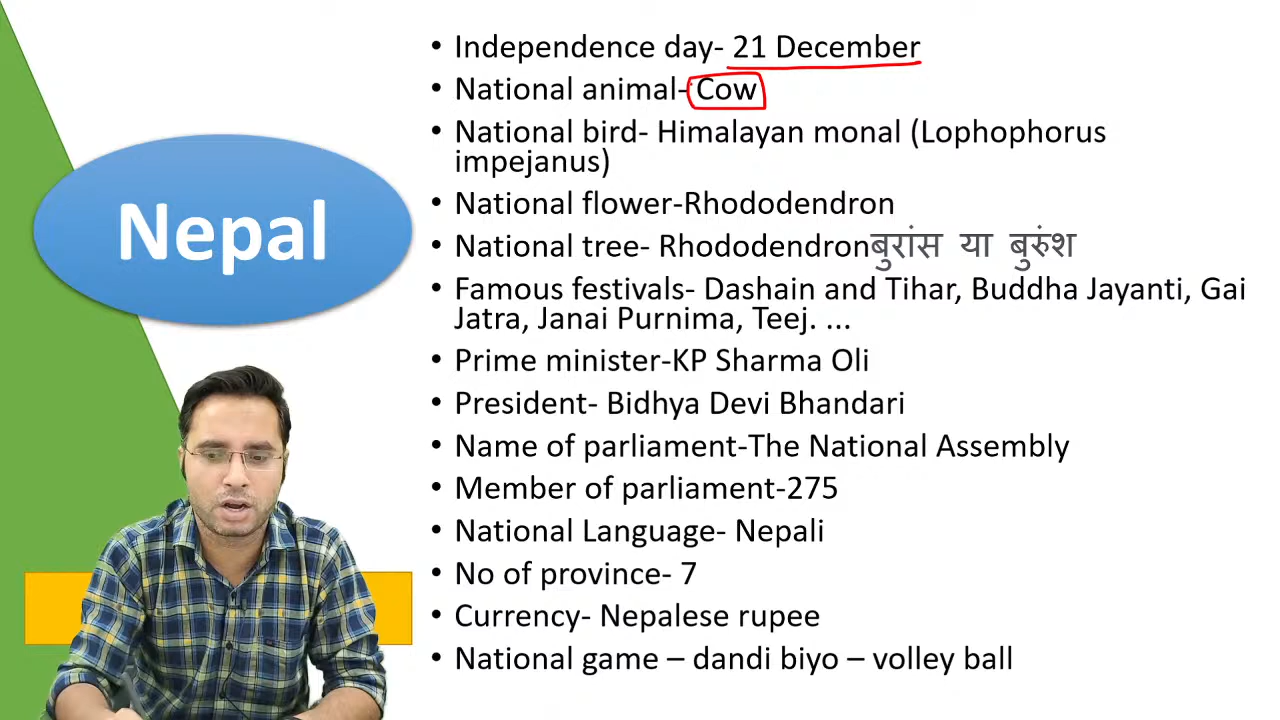 Nepal
• Independence day- 21 December
• National animal- Cow
• National bird- Himalayan monal (Lophophorus
impejanus)
• National flower-Rhododendron
• National tree- Rhododendronबुरांस या बुरुंश
• Famous festivals- Dashain and Tihar, Buddha Jayanti, Gai
Jatra, Janai Purnima, Teej. ...
• Prime minister-KP Sharma Oli
• President- Bidhya Devi Bhandari
• Name of parliament-The National Assembly
• Member of parliament-275
• National Language- Nepali
• No of province- 7
• Currency- Nepalese rupee
• National game – dandi biyo – volley ball